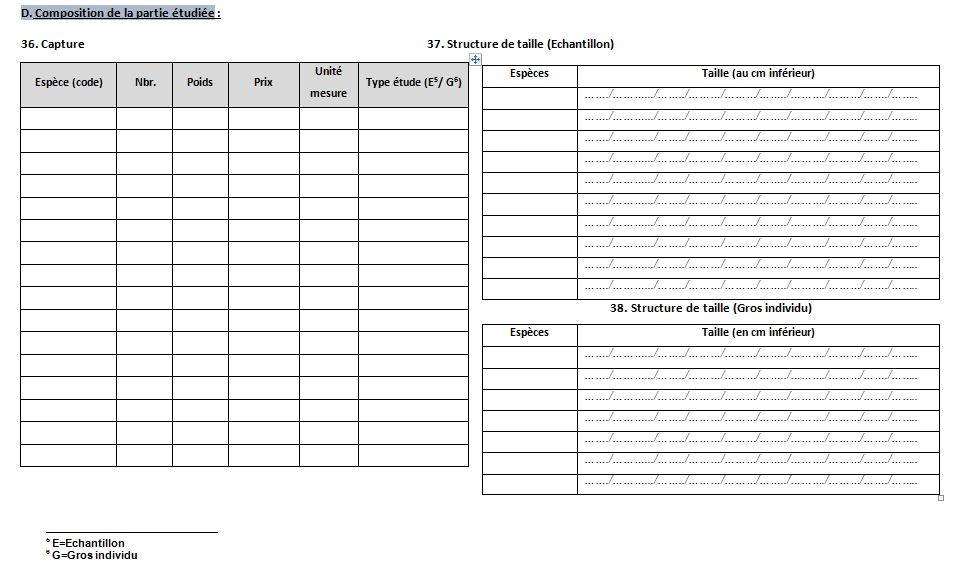 D. Composition de la partie étudiée :
36. Capture
37. Structure de taille (Echantillon)
Espèce (code) Nbr. Poids Prix Unité mesure Type étude (E⁵/ G⁶)
Espèces Taille (au cm inférieur)
……./…………./………/………./………/………/………./………./……../……..
……./…………./………/………./………/………/………./………./……../……..
……./…………./………/………./………/………/………./………./……../……..
……./…………./………/………./………/………/………./………./……../……..
……./…………./………/………./………/………/………./………./……../……..
……./…………./………/………./………/………/………./………./……../……..
……./…………./………/………./………/………/………./………./……../……..
……./…………./………/………./………/………/………./………./……../……..
……./…………./………/………./………/………/………./………./……../……..
……./…………./………/………./………/………/………./………./……../……..
38. Structure de taille (Gros individu)
Espèces Taille (en cm inférieur)
……./…………./………/………./………/………/………./………./……../……..
……./…………./………/………./………/………/………./………./……../……..
……./…………./………/………./………/………/………./………./……../……..
……./…………./………/………./………/………/………./………./……../……..
……./…………./………/………./………/………/………./………./……../……..
……./…………./………/………./………/………/………./………./……../……..
……./…………./………/………./………/………/………./………./……../……..
⁵ E=Echantillon
⁶ G=Gros individu